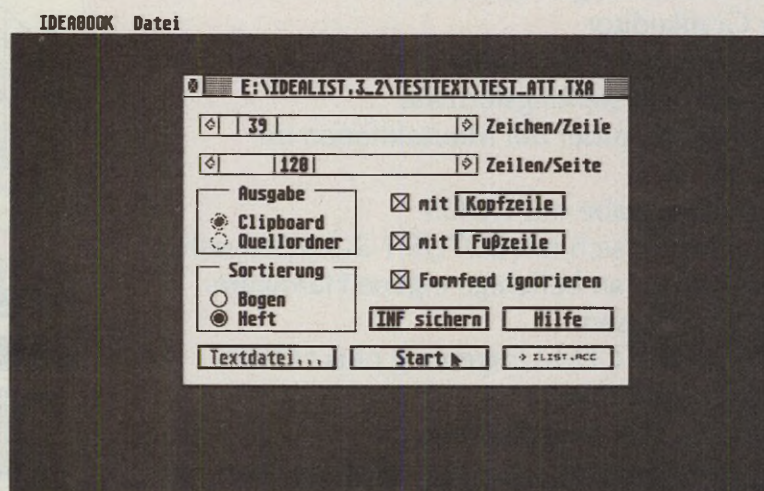 IDEABOOK Datei
E:\IDEALIST.3_2\TESTTEXT\TEST_ATT.TXA
39 Zeichen/Zeile
120 Zeilen/Seite
Ausgabe
Clipboard
Quellordner
mit Kopfzeile
mit Fußzeile
Sortierung
Bogen
Heft
Formfeed ignorieren
INF sichern Hilfe
Textdatei... Start → ILIST.ACC